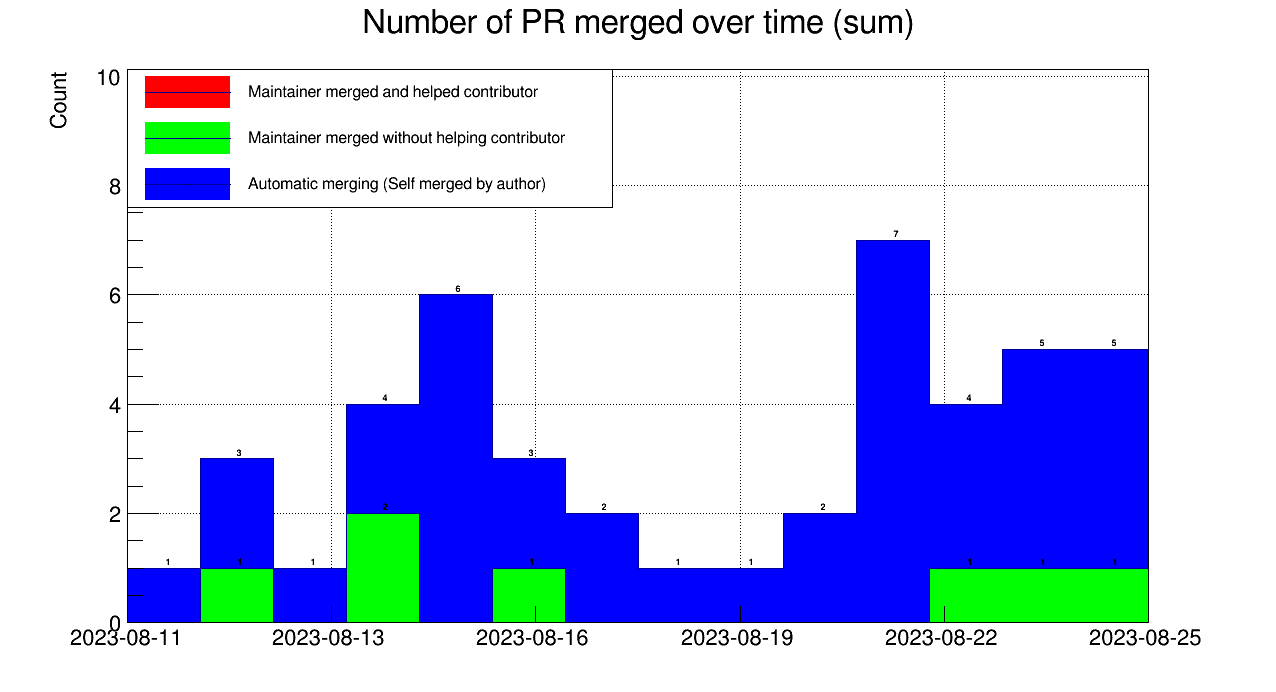 Number of PR merged over time (sum)
Count
10
8
6
4
2
0
Maintainer merged and helped contributor
Maintainer merged without helping contributor
Automatic merging (Self merged by author)
1 3 1 4 6 3 2 1 1 2 7 4 5 5
1 2 1 1 1 1
2023-08-11 2023-08-13 2023-08-16 2023-08-19 2023-08-22 2023-08-25